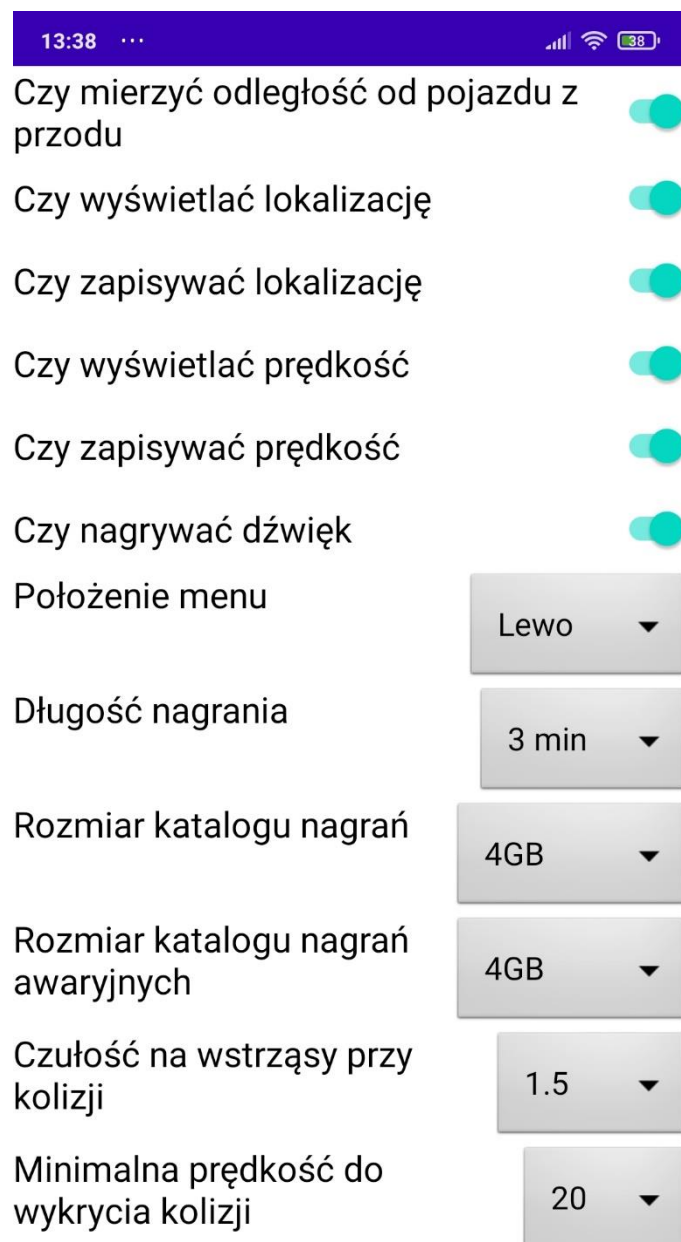 13:38 ...
38
Czy mierzyć odległość od pojazdu z
przodu
Czy wyświetlać lokalizację
Czy zapisywać lokalizację
Czy wyświetlać prędkość
Czy zapisywać prędkość
Czy nagrywać dźwięk
Położenie menu
Lewo
Długość nagrania
3 min
Rozmiar katalogu nagrań
4GB
Rozmiar katalogu nagrań
awaryjnych
4GB
Czułość na wstrząsy przy
kolizji
1.5
Minimalna prędkość do
wykrycia kolizji
20